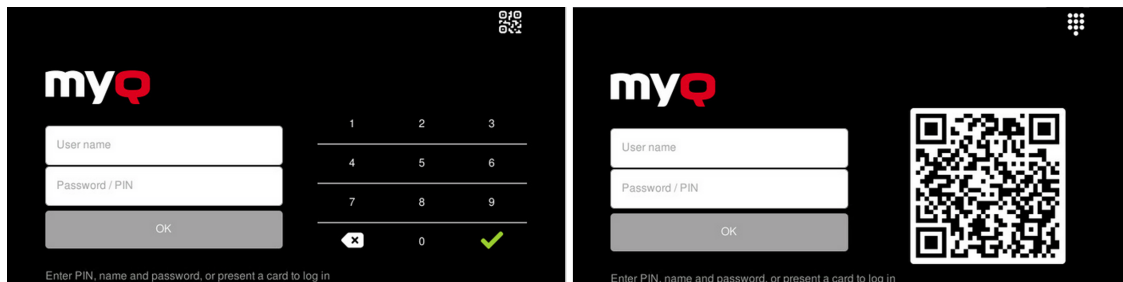 myQ
User name
Password / PIN
OK
1 2 3
4 5 6
7 8 9
0
Enter PIN, name and password, or present a card to log in
myQ
User name
Password / PIN
OK
Enter PIN, name and password, or present a card to log in